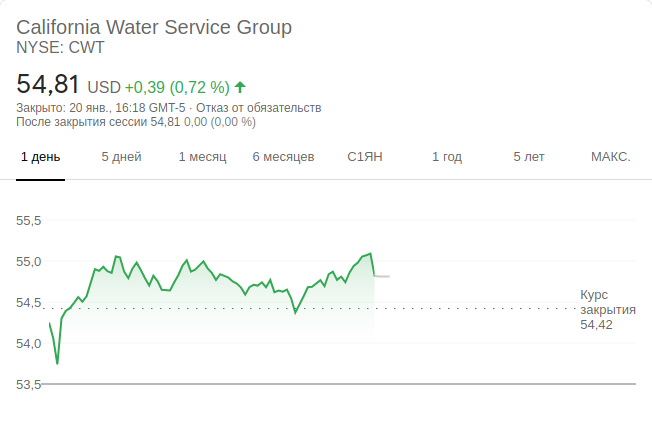 California Water Service Group
NYSE: CWT
54,81 USD +0,39 (0,72 %)
Закрыто: 20 янв., 16:18 GMT-5 · Отказ от обязательств
После закрытия сессии 54,81 0,00 (0,00 %)
1 день 5 дней 1 месяц 6 месяцев С1ЯН 1 год 5 лет МАКС.
55,5
55,0
54,5
54,0
53,5
Курс
закрытия
54,42